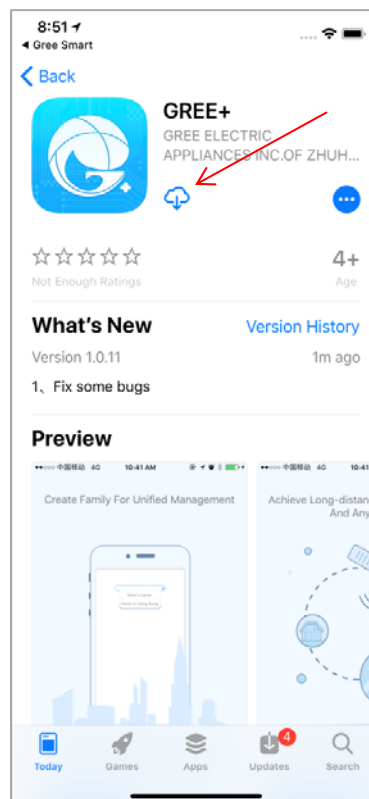 8:51
Gree Smart
Back
GREE+
GREE ELECTRIC
APPLIANCES INC.OF ZHUH...
Not Enough Ratings
4+
Age
What's New
Version History
Version 1.0.11
1m ago
1、Fix some bugs
Preview
中国移动 4G 10:41 AM
中国移动 4G 10:41
Create Family For Unified Management
Achieve Long-distan
And Any
Today
Games
Apps
4
Updates
Search